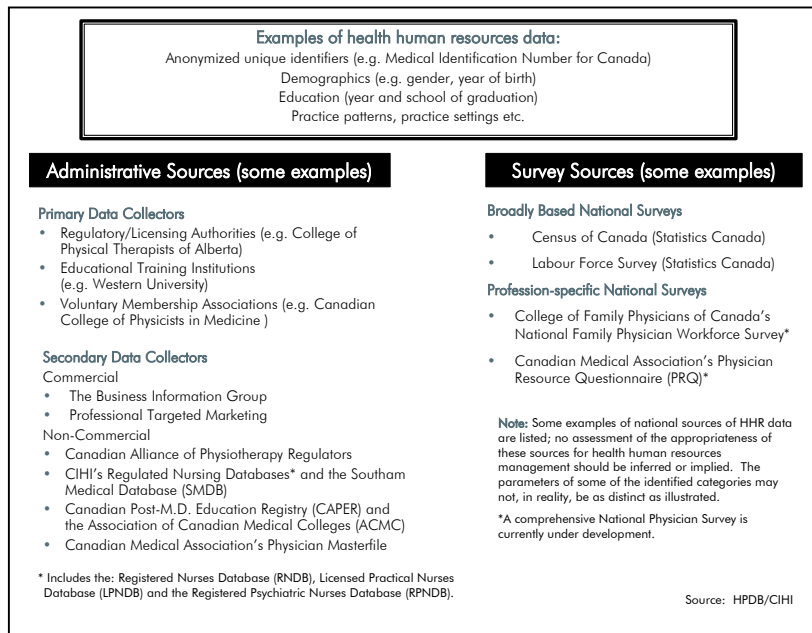 Examples of health human resources data:
Anonymized unique identifiers (e.g. Medical Identification Number for Canada)
Demographics (e.g. gender, year of birth)
Education (year and school of graduation)
Practice patterns, practice settings etc.
Administrative Sources (some examples)
Primary Data Collectors
• Regulatory/Licensing Authorities (e.g. College of
Physical Therapists of Alberta)
• Educational Training Institutions
(e.g. Western University)
• Voluntary Membership Associations (e.g. Canadian
College of Physicists in Medicine )
Secondary Data Collectors
Commercial
• The Business Information Group
• Professional Targeted Marketing
Non-Commercial
• Canadian Alliance of Physiotherapy Regulators
• CIHI's Regulated Nursing Databases* and the Southam
Medical Database (SMDB)
• Canadian Post-M.D. Education Registry (CAPER) and
the Association of Canadian Medical Colleges (ACMC)
• Canadian Medical Association's Physician Masterfile
* Includes the: Registered Nurses Database (RNDB), Licensed Practical Nurses
Database (LPNDB) and the Registered Psychiatric Nurses Database (RPNDB).
Survey Sources (some examples)
Broadly Based National Surveys
• Census of Canada (Statistics Canada)
• Labour Force Survey (Statistics Canada)
Profession-specific National Surveys
• College of Family Physicians of Canada's
National Family Physician Workforce Survey*
• Canadian Medical Association's Physician
Resource Questionnaire (PRQ)*
Note: Some examples of national sources of HHR data
are listed; no assessment of the appropriateness of
these sources for health human resources
management should be inferred or implied. The
parameters of some of the identified categories may
not, in reality, be as distinct as illustrated.
*A comprehensive National Physician Survey is
currently under development.
Source: HPDB/CIHI